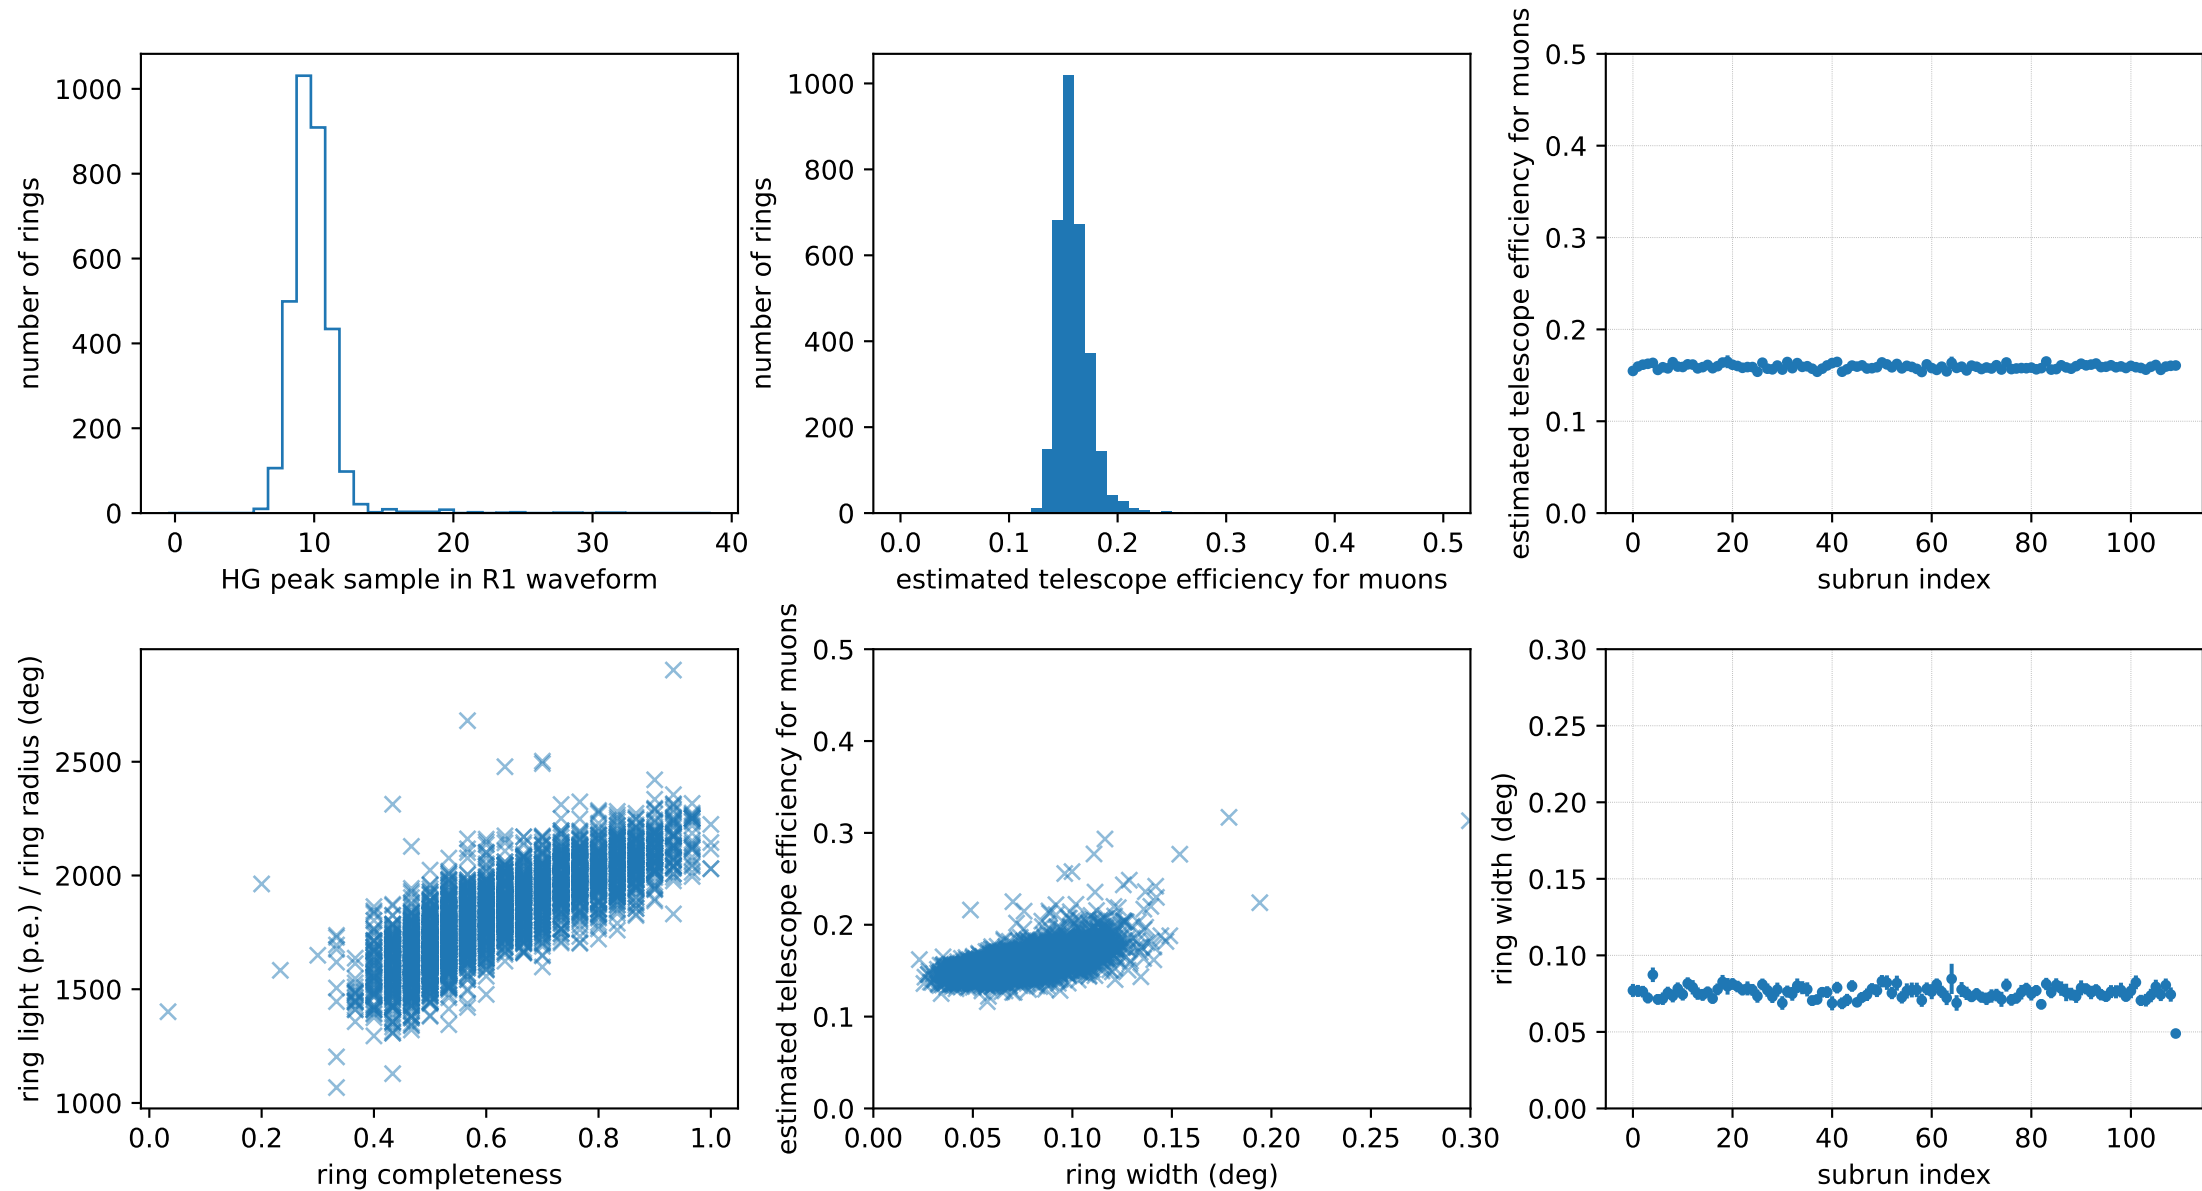 number of rings
1000
800
600
400
200
0
0 10 20 30 40
HG peak sample in R1 waveform
number of rings
1000
800
600
400
200
0
0.0 0.1 0.2 0.3 0.4 0.5
estimated telescope efficiency for muons
estimated telescope efficiency for muons
0.5
0.4
0.3
0.2
0.1
0.0
0 20 40 60 80 100
subrun index
ring light (p.e.) / ring radius (deg)
2500
2000
1500
1000
0.0 0.2 0.4 0.6 0.8 1.0
ring completeness
estimated telescope efficiency for muons
0.5
0.4
0.3
0.2
0.1
0.0
0.00 0.05 0.10 0.15 0.20 0.25 0.30
ring width (deg)
ring width (deg)
0.30
0.25
0.20
0.15
0.10
0.05
0.00
0 20 40 60 80 100
subrun index